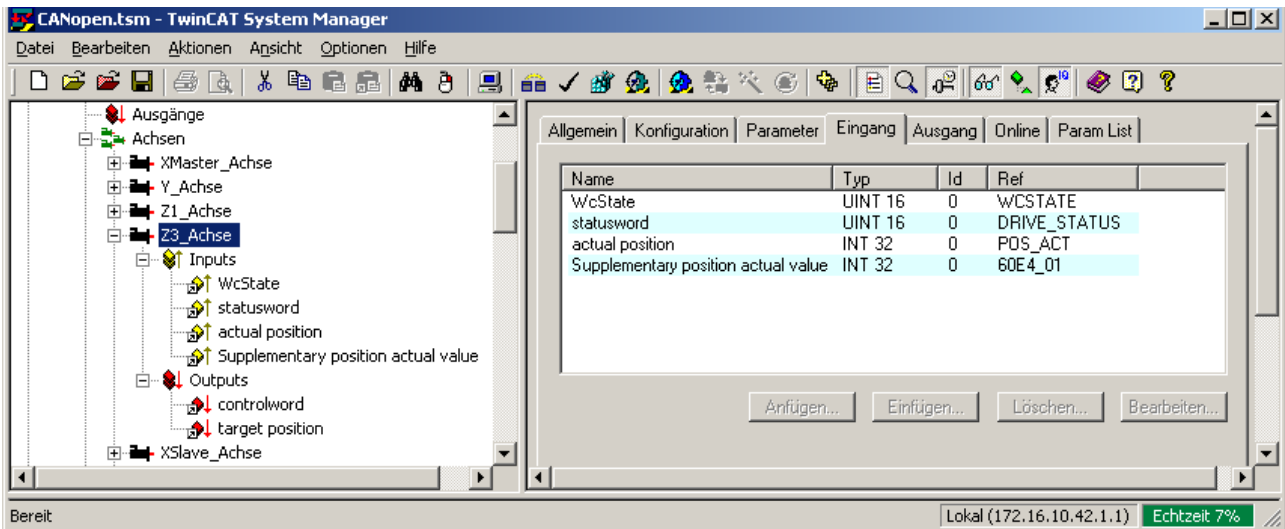 CANopen.tsm - TwinCAT System Manager
Datei Bearbeiten Aktionen Ansicht Optionen Hilfe
Ausgänge
Achsen
XMaster_Achse
Y_Achse
Z1_Achse
Z3_Achse
Inputs
WcState
statusword
actual position
Supplementary position actual value
Outputs
controlword
target position
XSlave_Achse
Allgemein Konfiguration Parameter Eingang Ausgang Online Param List
Name Typ Id Ref
WcState UINT 16 0 WCSTATE
statusword UINT 16 0 DRIVE_STATUS
actual position INT 32 0 POS_ACT
Supplementary position actual value INT 32 0 60E4_01
Anfügen... Einfügen... Löschen... Bearbeiten...
Bereit Lokal (172.16.10.42.1.1) Echtzeit 7%